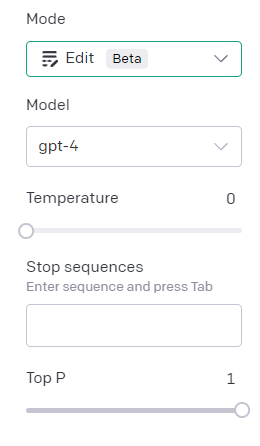 Mode
Edit Beta
Model
gpt-4
Temperature 0
Stop sequences
Enter sequence and press Tab
Top P 1